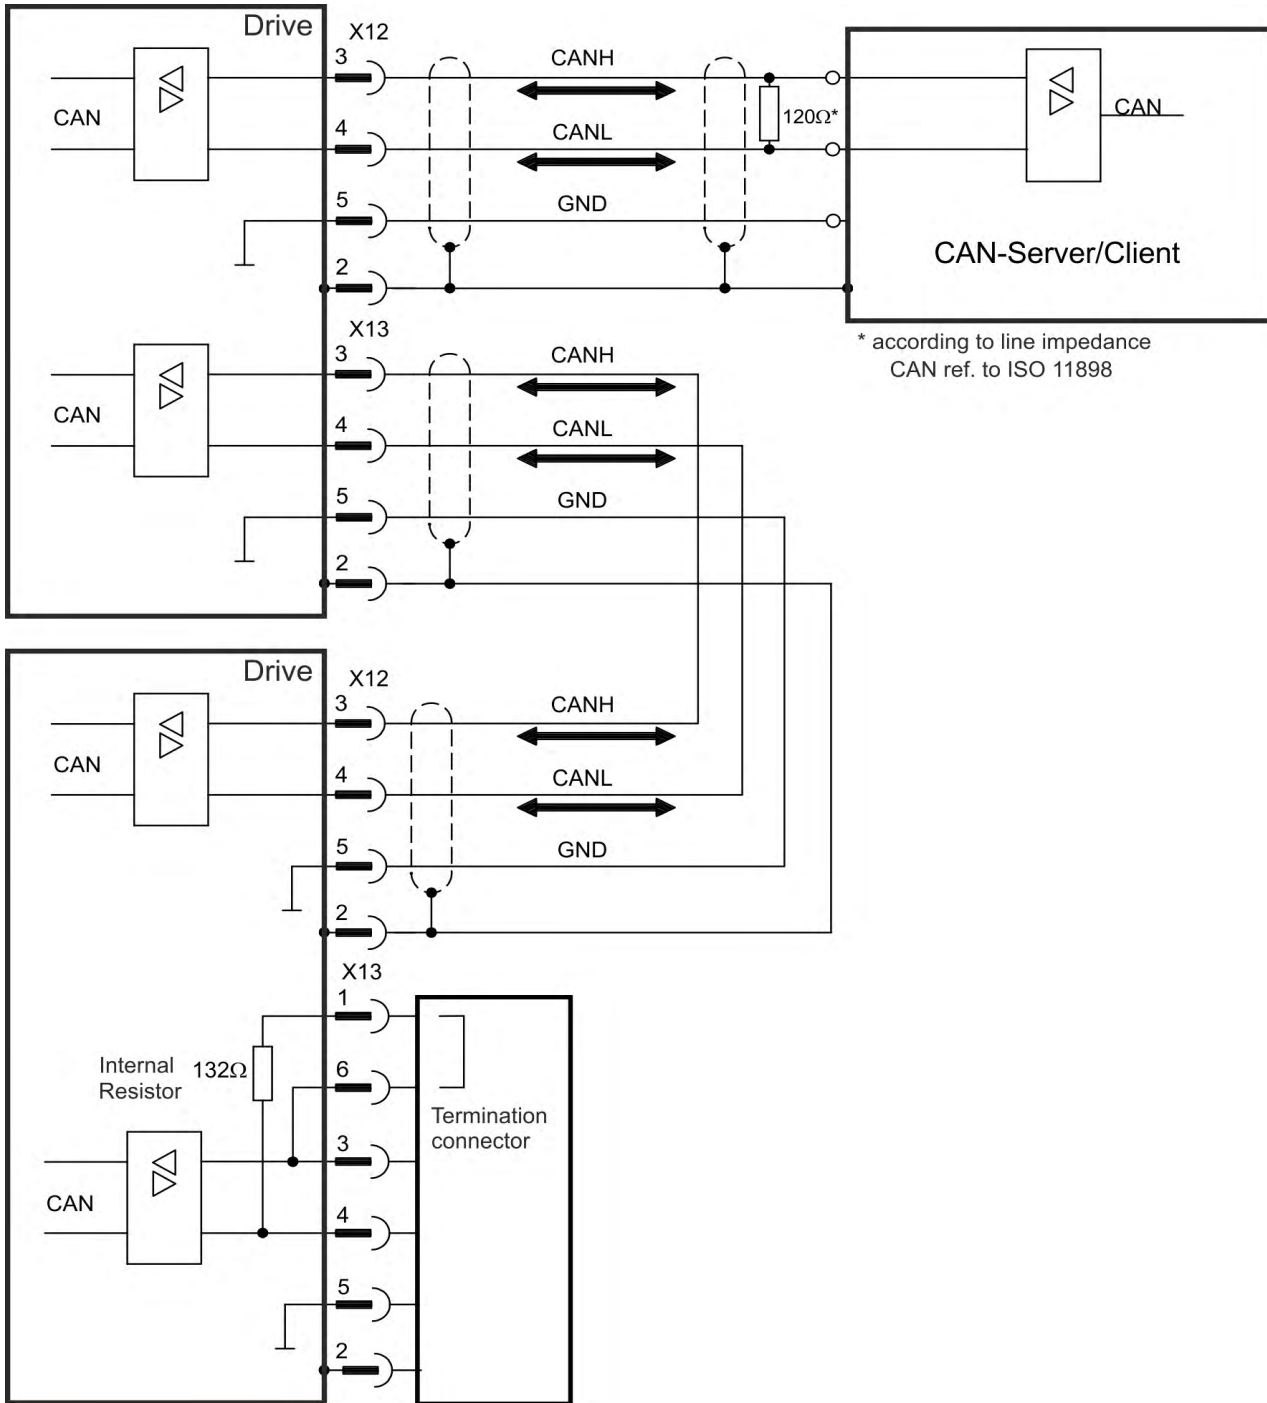 Drive
X12
3
CANH
CAN
120Ω*
CAN
4
CANL
5
GND
CAN-Server/Client
2
X13
* according to line impedance
CAN ref. to ISO 11898
3
CANH
CAN
4
CANL
5
GND
2
Drive
X12
3
CANH
CAN
4
CANL
5
GND
2
X13
1
Internal
Resistor
132Ω
6
Termination
connector
3
CAN
4
5
2